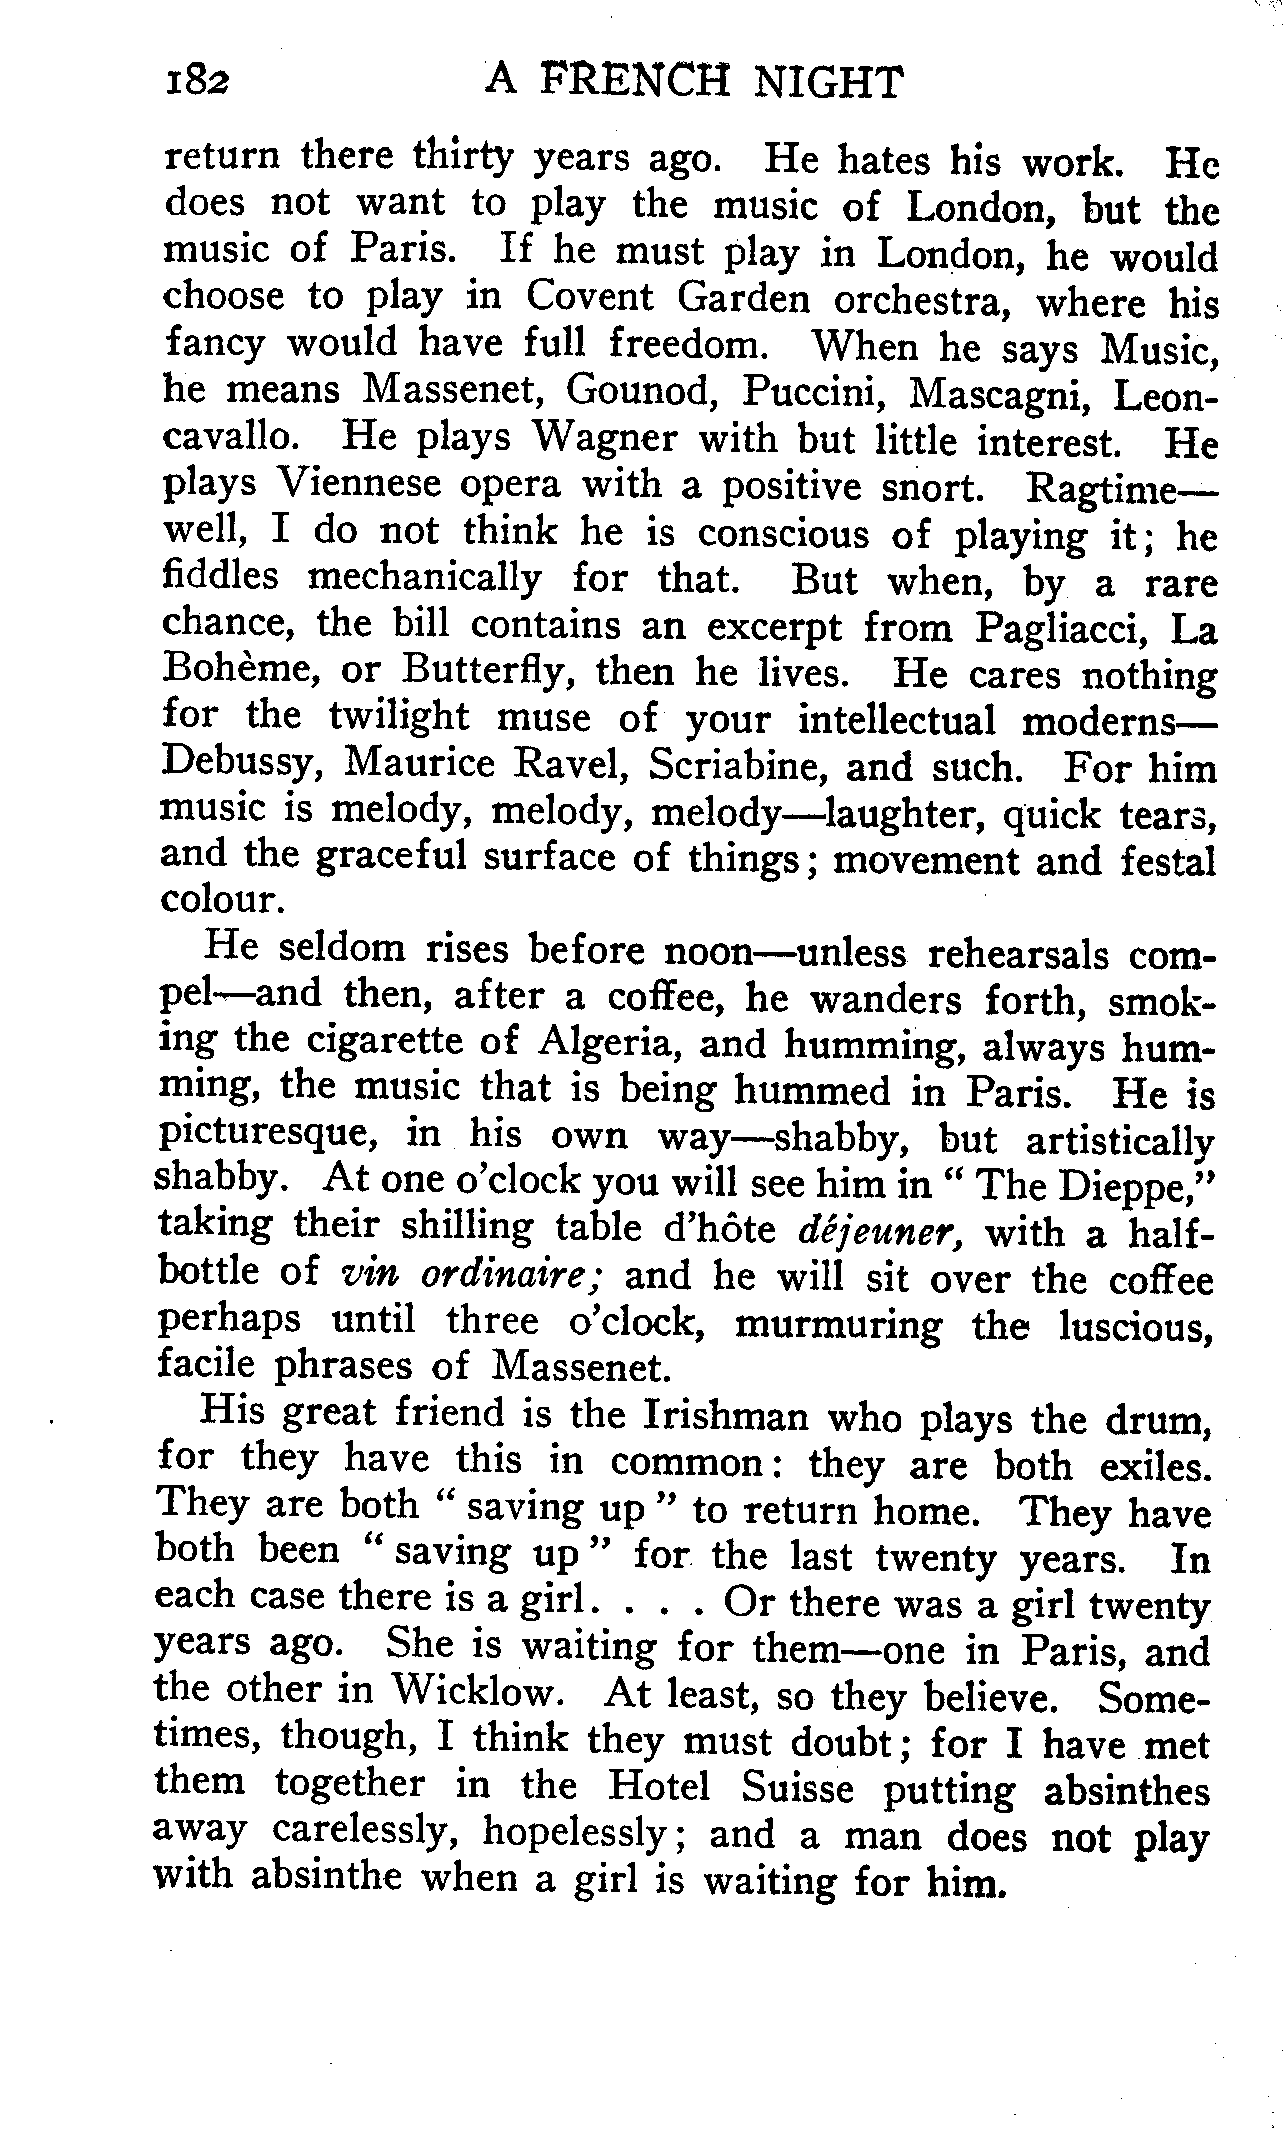 182 A FRENCH NIGHT
return there thirty years ago. He hates his work. He
does not want to play the music of London, but the
music of Paris. If he must play in London, he would
choose to play in Covent Garden orchestra, where his
fancy would have full freedom. When he says Music,
he means Massenet, Gounod, Puccini, Mascagni, Leon-
cavallo. He plays Wagner with but little interest. He
plays Viennese opera with a positive snort. Ragtime—
well, I do not think he is conscious of playing it; he
fiddles mechanically for that. But when, by a rare
chance, the bill contains an excerpt from Pagliacci, La
Bohème, or Butterfly, then he lives. He cares nothing
for the twilight muse of your intellectual moderns—
Debussy, Maurice Ravel, Scriabine, and such. For him
music is melody, melody, melody—laughter, quick tears,
and the graceful surface of things; movement and festal
colour.
He seldom rises before noon—unless rehearsals com-
pel—and then, after a coffee, he wanders forth, smok-
ing the cigarette of Algeria, and humming, always hum-
ming, the music that is being hummed in Paris. He is
picturesque, in his own way—shabby, but artistically
shabby. At one o'clock you will see him in " The Dieppe,"
taking their shilling table d'hôte déjeuner, with a half-
bottle of vin ordinaire; and he will sit over the coffee
perhaps until three o'clock, murmuring the luscious,
facile phrases of Massenet.
His great friend is the Irishman who plays the drum,
for they have this in common: they are both exiles.
They are both " saving up " to return home. They have
both been " saving up " for the last twenty years. In
each case there is a girl. . . . Or there was a girl twenty
years ago. She is waiting for them—one in Paris, and
the other in Wicklow. At least, so they believe. Some-
times, though, I think they must doubt; for I have met
them together in the Hotel Suisse putting absinthes
away carelessly, hopelessly; and a man does not play
with absinthe when a girl is waiting for him.